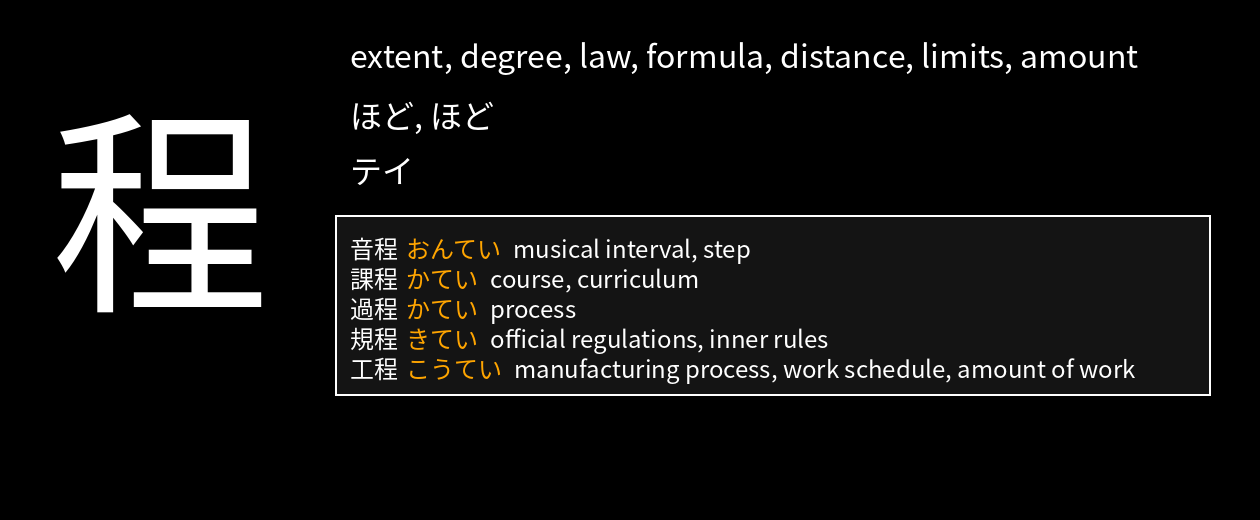 程
extent, degree, law, formula, distance, limits, amount
ほど, ほど
テイ
音程 おんてい musical interval, step
課程 かてい course, curriculum
過程 かてい process
規程 きてい official regulations, inner rules
工程 こうてい manufacturing process, work schedule, amount of work